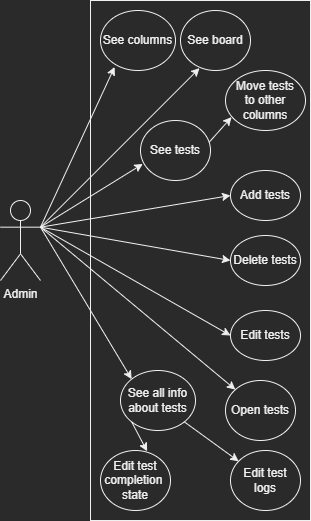 See columns
See board
Move tests
to other
columns
See tests
Add tests
Admin
Delete tests
Edit tests
See all info
about tests
Open tests
Edit test
completion
state
Edit test
logs